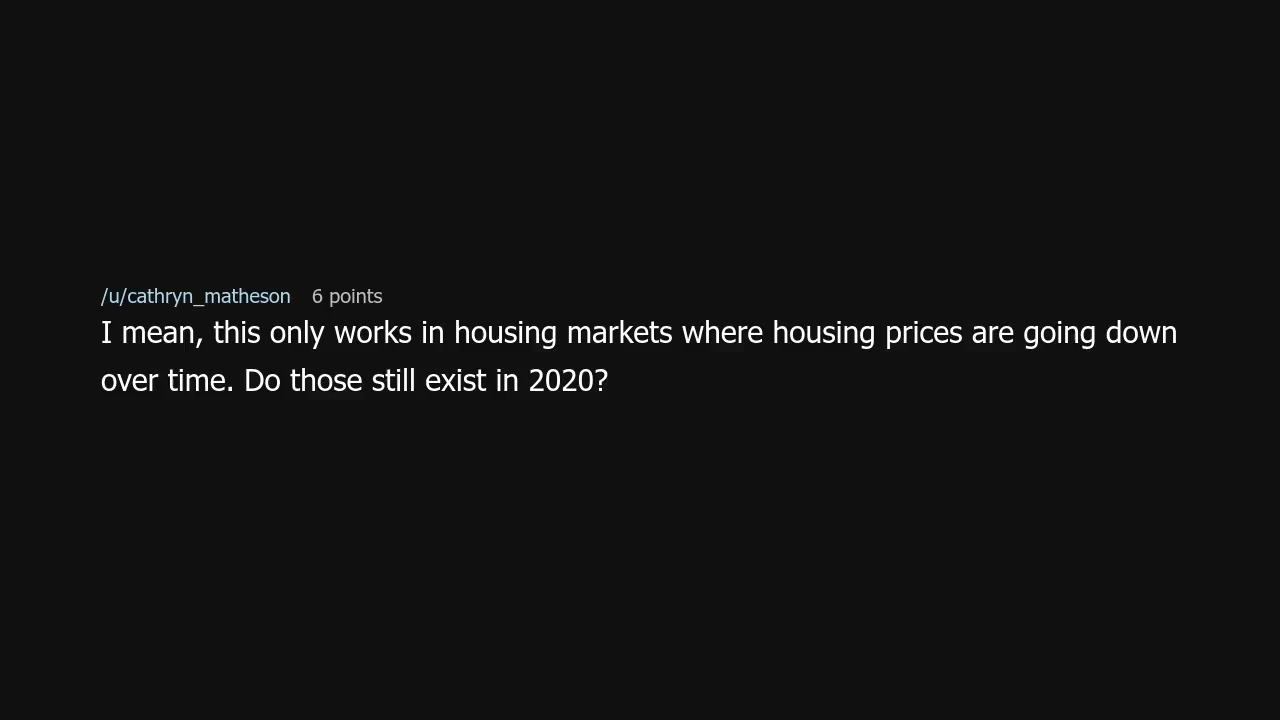 /u/cathryn_matheson 6 points
I mean, this only works in housing markets where housing prices are going down
over time. Do those still exist in 2020?